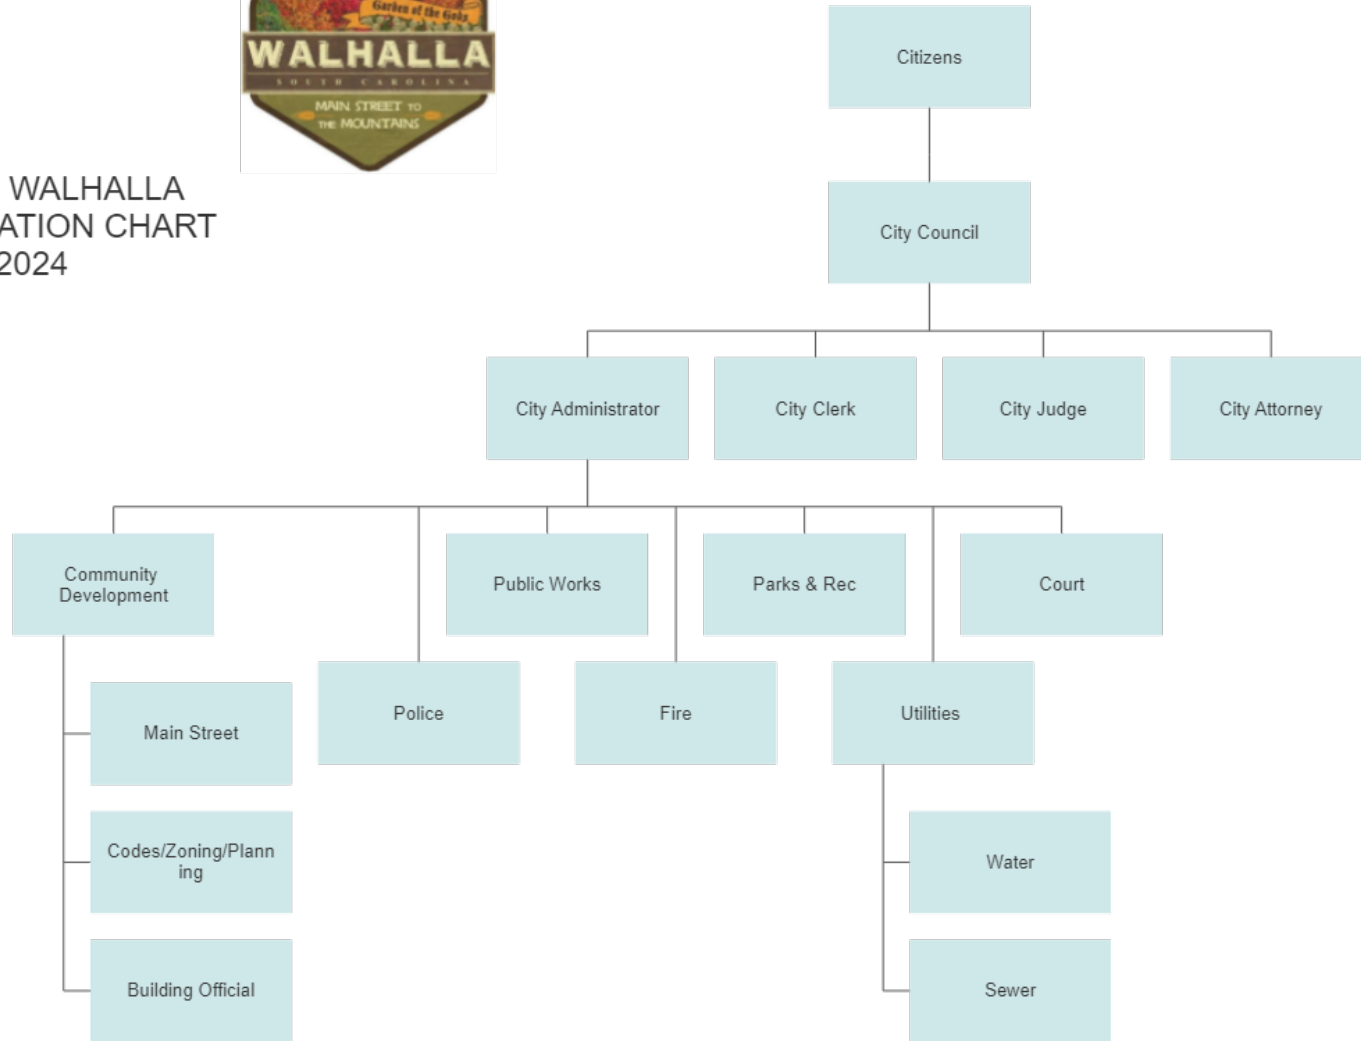 Garden of the Gods
WALHALLA
SOUTH CAROLINA
MAIN STREET TO
THE MOUNTAINS
WALHALLA
ATION CHART
2024
Citizens
City Council
City Administrator
City Clerk
City Judge
City Attorney
Community
Development
Public Works
Parks & Rec
Court
Police
Fire
Utilities
Main Street
Codes/Zoning/Plann
ing
Water
Building Official
Sewer